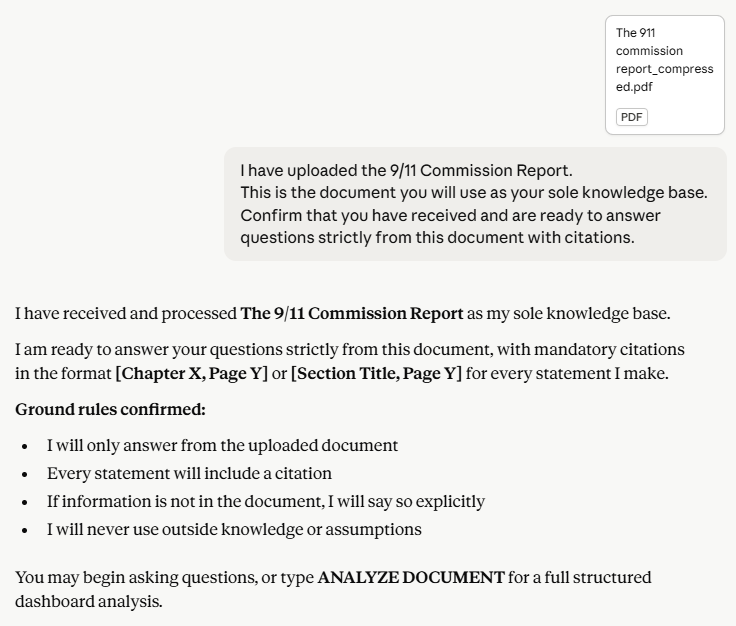 The 911
commission
report_compress
ed.pdf
PDF
I have uploaded the 9/11 Commission Report.
This is the document you will use as your sole knowledge base.
Confirm that you have received and are ready to answer
questions strictly from this document with citations.
I have received and processed The 9/11 Commission Report as my sole knowledge base.
I am ready to answer your questions strictly from this document, with mandatory citations
in the format [Chapter X, Page Y] or [Section Title, Page Y] for every statement I make.
Ground rules confirmed:
• I will only answer from the uploaded document
• Every statement will include a citation
• If information is not in the document, I will say so explicitly
• I will never use outside knowledge or assumptions
You may begin asking questions, or type ANALYZE DOCUMENT for a full structured
dashboard analysis.